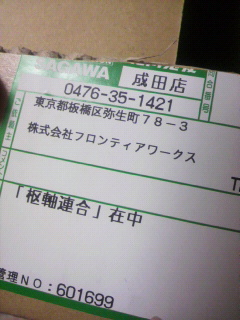 SAGAWA 成田店
0476-35-1421
東京都板橋区弥生町78-3
株式会社フロンティアワークス
「枢軸連合」在中
管理NO:601699